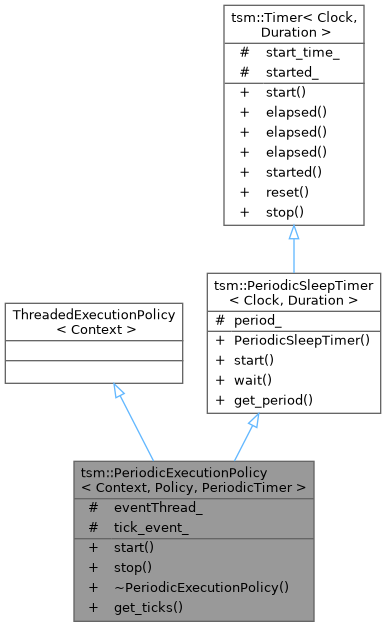 tsm::Timer< Clock,
Duration >
# start_time_
# started_
+ start()
+ elapsed()
+ elapsed()
+ elapsed()
+ started()
+ reset()
+ stop()
tsm::PeriodicSleepTimer
< Clock, Duration >
# period_
+ PeriodicSleepTimer()
+ start()
+ wait()
+ get_period()
ThreadedExecutionPolicy
< Context >
tsm::PeriodicExecutionPolicy
< Context, Policy, PeriodicTimer >
# eventThread_
# tick_event_
+ start()
+ stop()
+ ~PeriodicExecutionPolicy()
+ get_ticks()